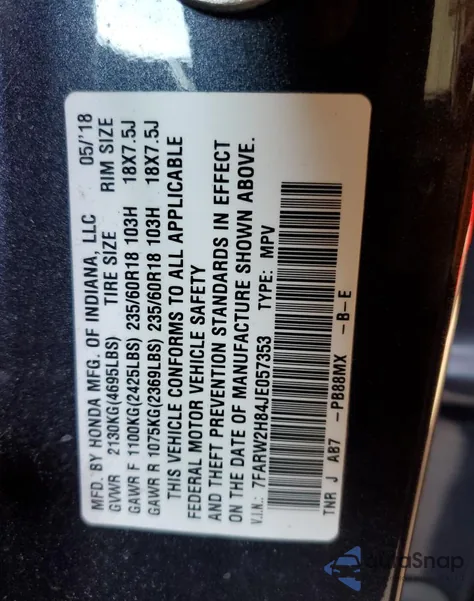 MFD. BY HONDA MFG. OF INDIANA, LLC 05/'18
GVWR 2130KG(4695LBS) TIRE SIZE RIM SIZE
GAWR F 1100KG(2425LBS) 235/60R18 103H 18X7.5J
GAWR R 1075KG(2369LBS) 235/60R18 103H 18X7.5J
THIS VEHICLE CONFORMS TO ALL APPLICABLE
FEDERAL MOTOR VEHICLE SAFETY
AND THEFT PREVENTION STANDARDS IN EFFECT
ON THE DATE OF MANUFACTURE SHOWN ABOVE.
V.I.N.: 7FARW2H84JE057353 TYPE: MPV
TNR J AB7 -PB88MX -B-E
AutoSnap